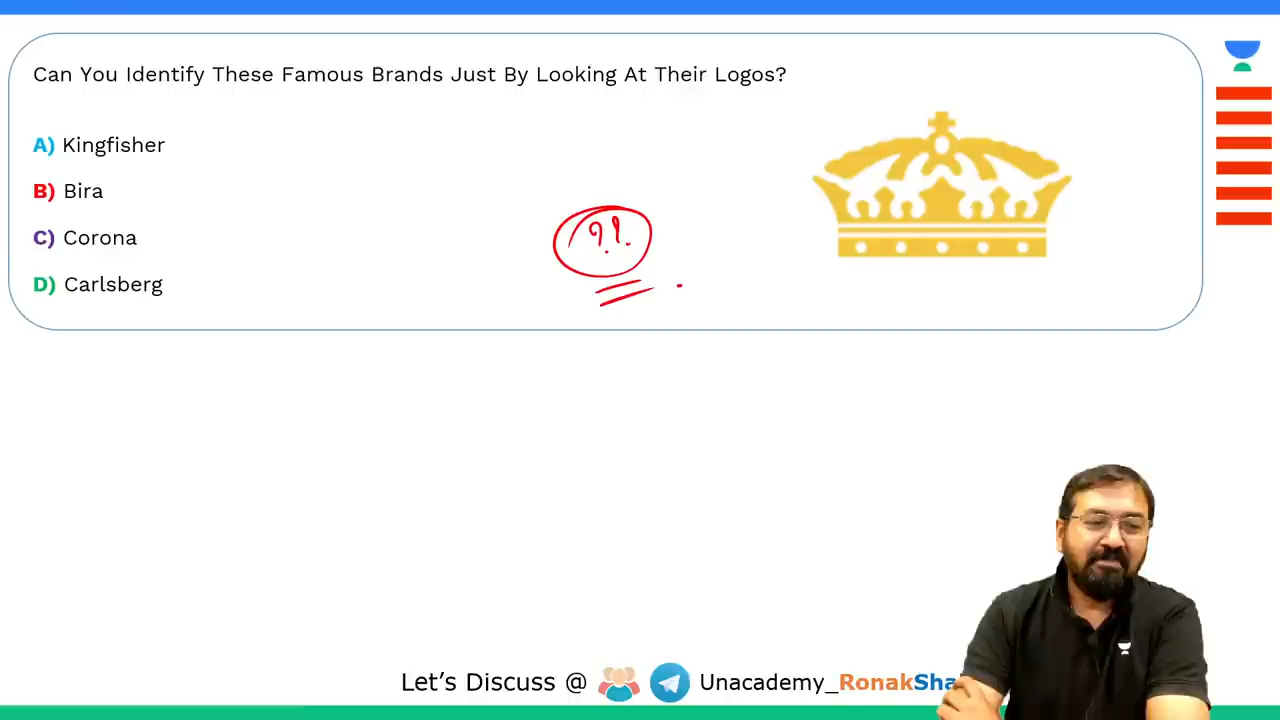 Can You Identify These Famous Brands Just By Looking At Their Logos?
A) Kingfisher
B) Bira
C) Corona
D) Carlsberg
??
Let's Discuss @ Unacademy_RonakSha